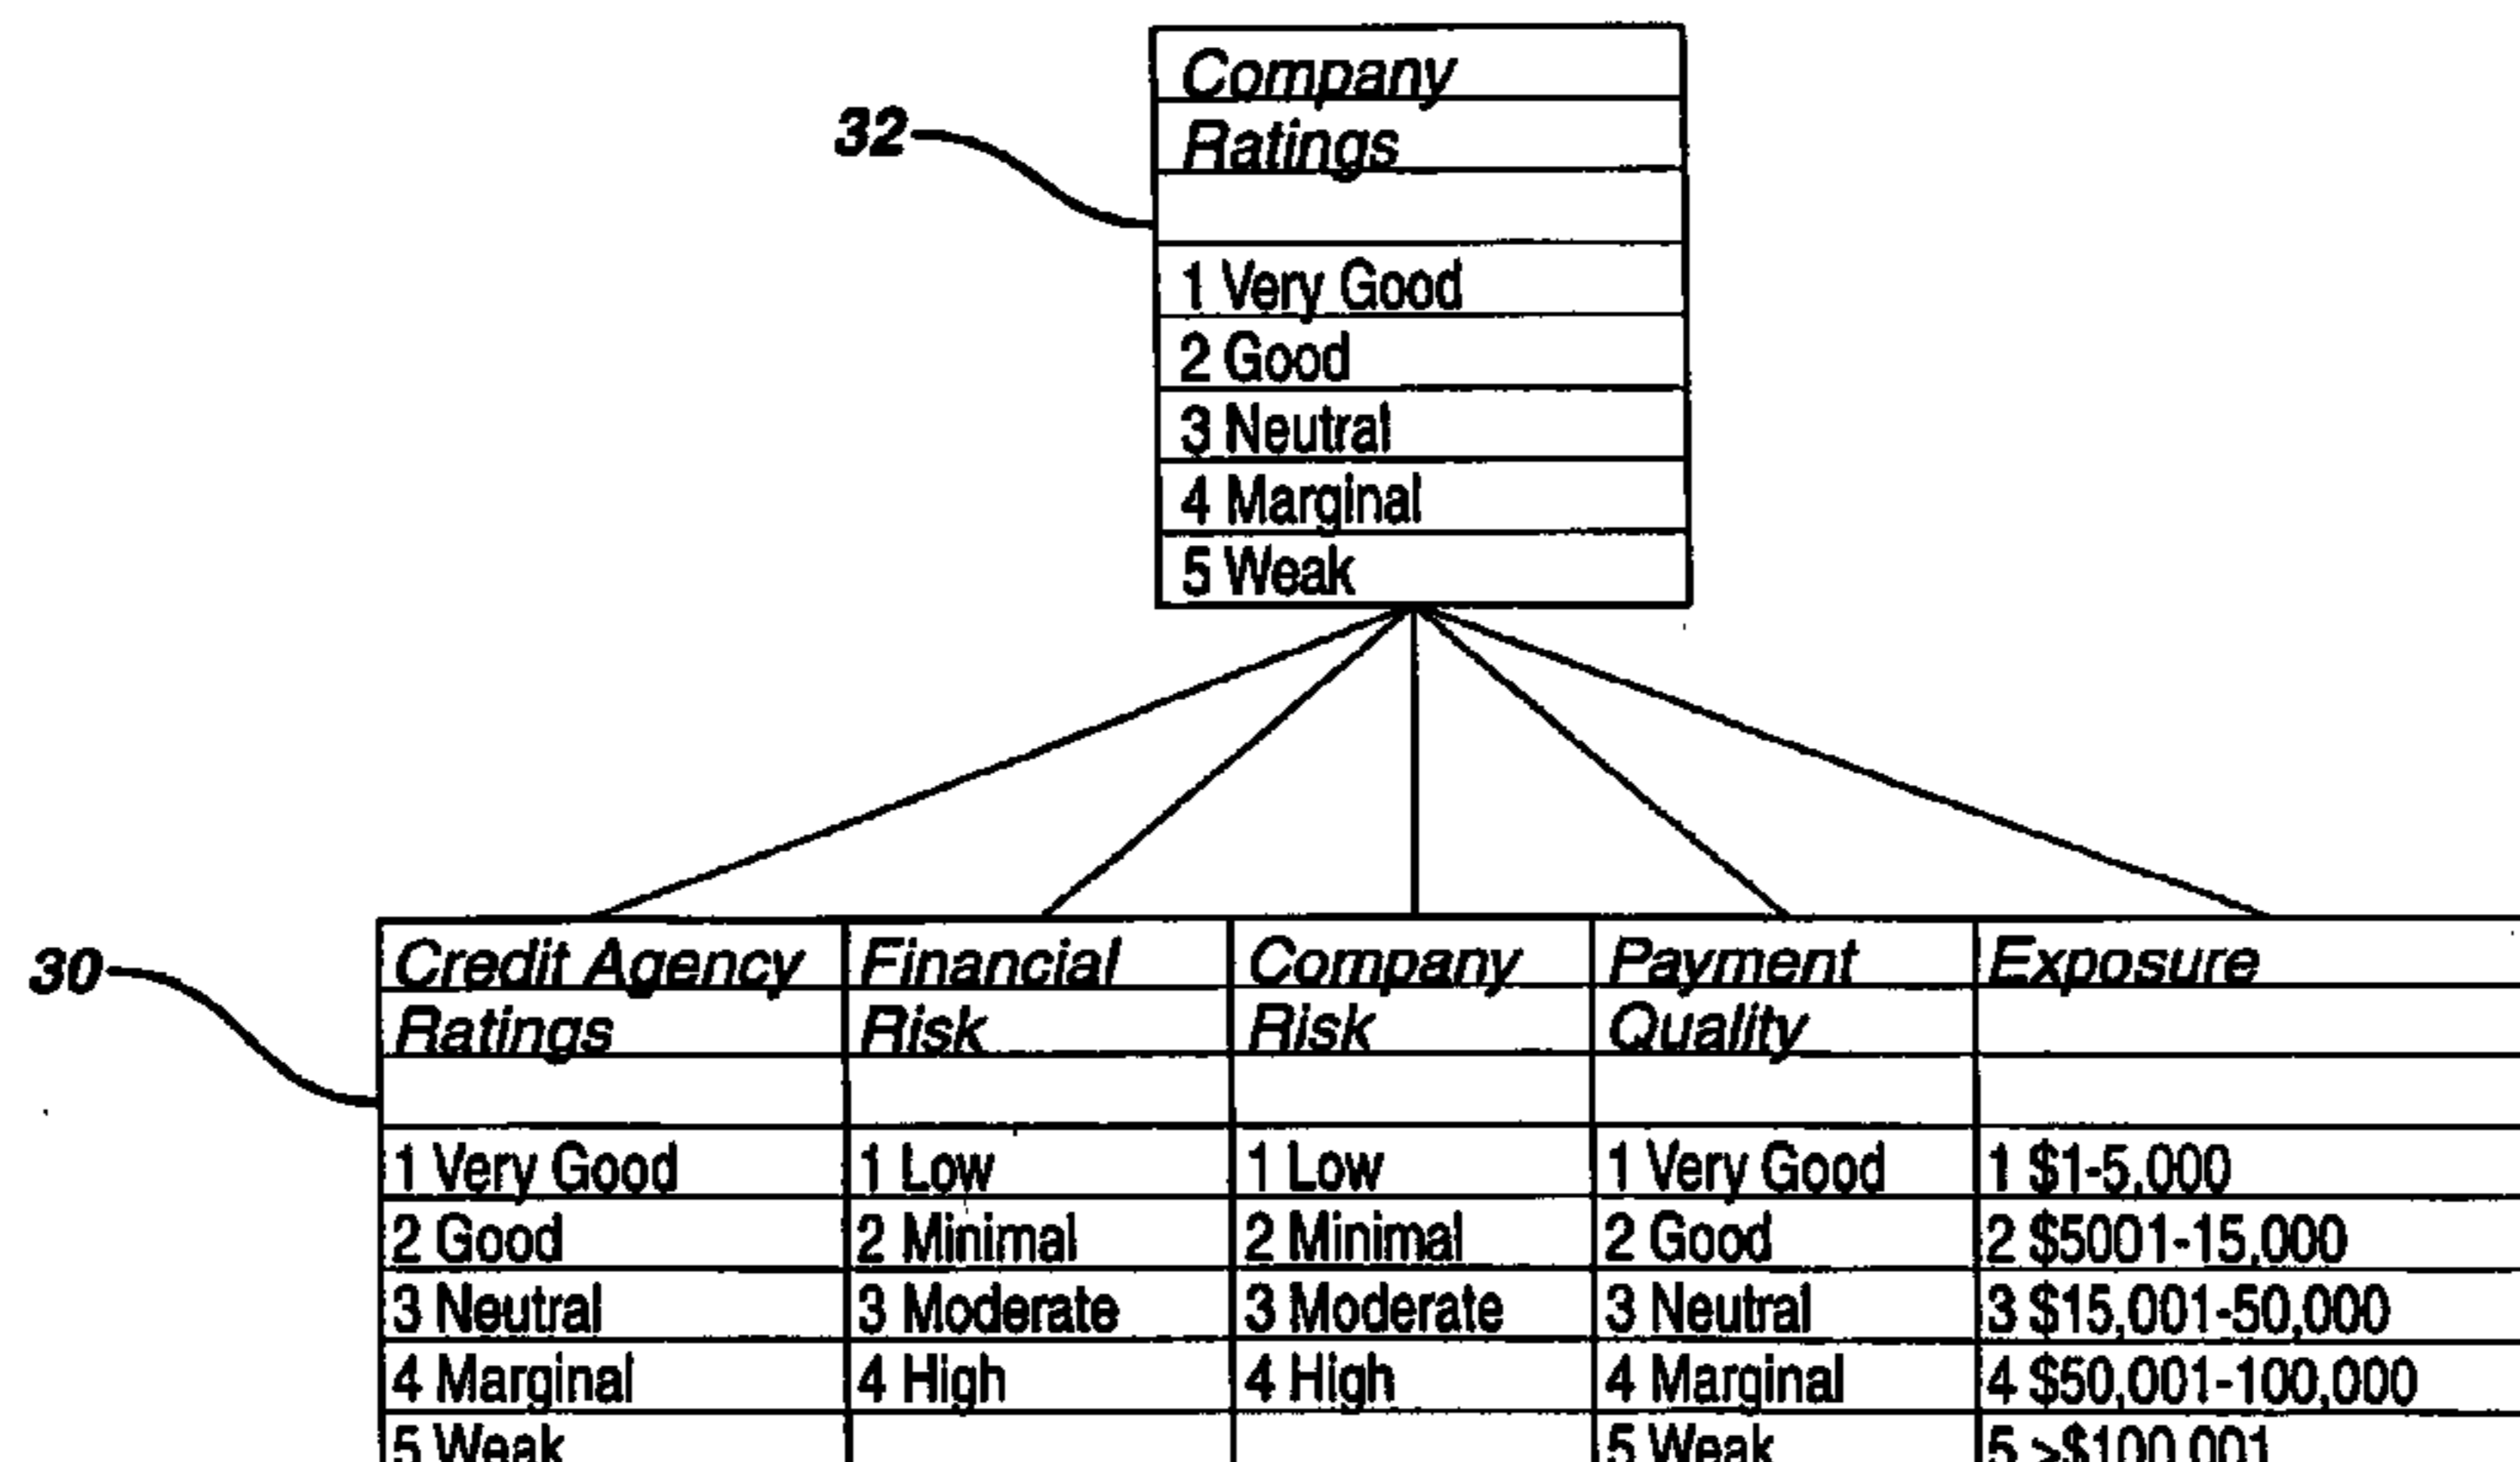 Company
Ratings
32
1 Very Good
2 Good
3 Neutral
4 Marginal
5 Weak
30
Credit Agency Financial Company Payment Exposure
Ratings Risk Risk Quality
1 Very Good 1 Low 1 Low 1 Very Good 1 $1-5,000
2 Good 2 Minimal 2 Minimal 2 Good 2 $5001-15,000
3 Neutral 3 Moderate 3 Moderate 3 Neutral 3 $15,001-50,000
4 Marginal 4 High 4 High 4 Marginal 4 $50,001-100,000
5 Weak 5 Weak 5 >$100,001